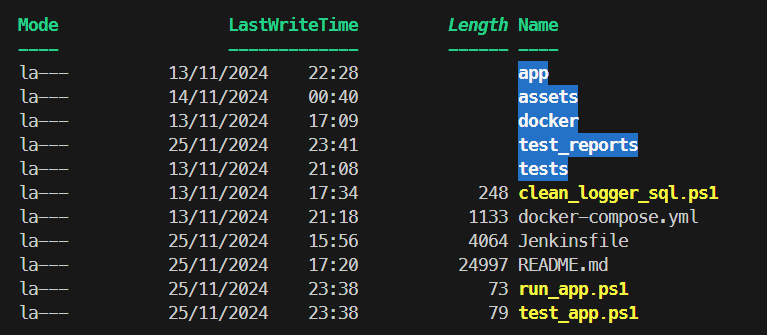 Mode LastWriteTime Length Name
---- ------------- ------ ----
la--- 13/11/2024 22:28 app
la--- 14/11/2024 00:40 assets
la--- 13/11/2024 17:09 docker
la--- 25/11/2024 23:41 test_reports
la--- 13/11/2024 21:08 tests
la--- 13/11/2024 17:34 248 clean_logger_sql.ps1
la--- 13/11/2024 21:18 1133 docker-compose.yml
la--- 25/11/2024 15:56 4064 Jenkinsfile
la--- 25/11/2024 17:20 24997 README.md
la--- 25/11/2024 23:38 73 run_app.ps1
la--- 25/11/2024 23:38 79 test_app.ps1